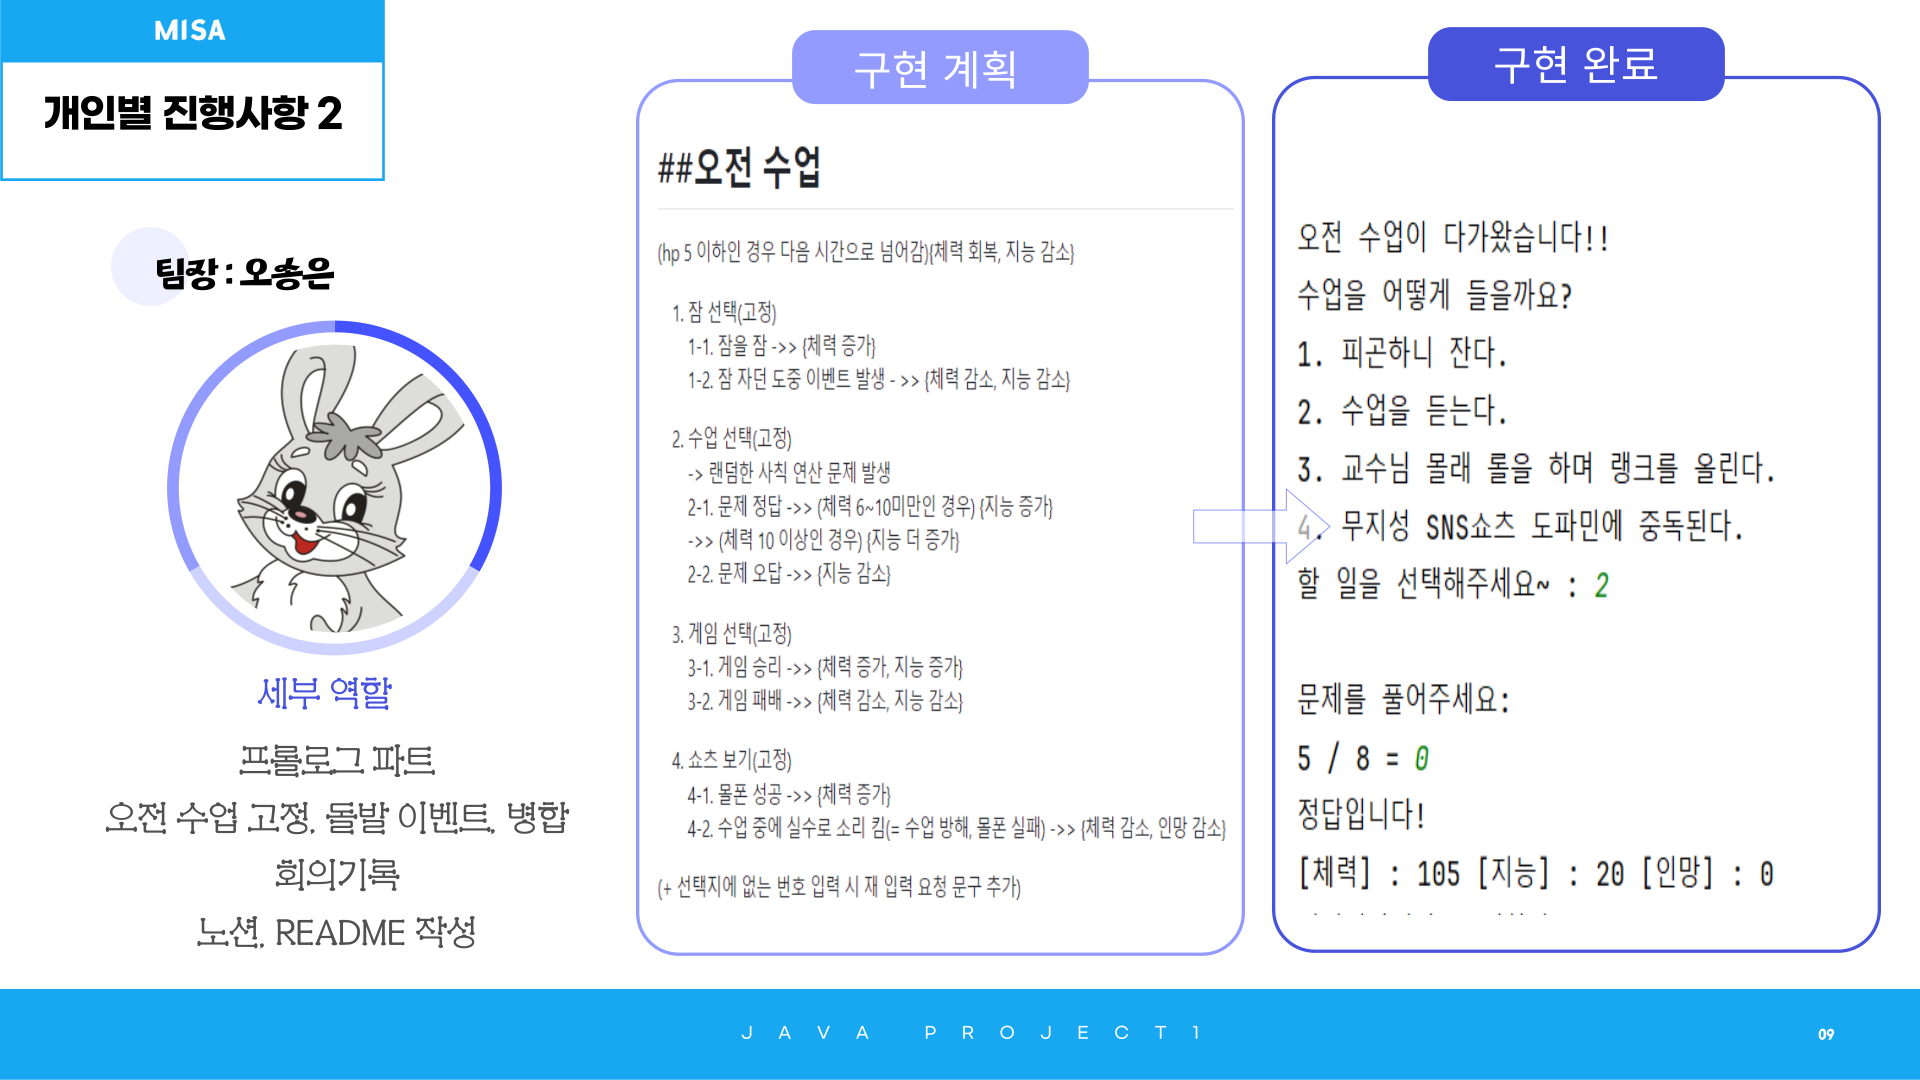 MISA
개인별 진행사항 2
팀장 : 오송은
세부 역할
프롤로그 파트
오전 수업 고정, 돌발 이벤트, 병합
회의기록
노션, README 작성
구현 계획
##오전 수업
(hp 5 이하인 경우 다음 시간으로 넘어감){체력 회복, 지능 감소}
1. 잠 선택(고정)
1-1. 잠을 잠 ->> {체력 증가}
1-2. 잠 자던 도중 이벤트 발생 - >> {체력 감소, 지능 감소}
2. 수업 선택(고정)
-> 랜덤한 사칙 연산 문제 발생
2-1. 문제 정답 ->> (체력 6~10미만인 경우) {지능 증가}
->> (체력 10 이상인 경우) {지능 더 증가}
2-2. 문제 오답 ->> {지능 감소}
3. 게임 선택(고정)
3-1. 게임 승리 ->> {체력 증가, 지능 증가}
3-2. 게임 패배 ->> {체력 감소, 지능 감소}
4. 쇼츠 보기(고정)
4-1. 몰폰 성공 ->> {체력 증가}
4-2. 수업 중에 실수로 소리 킴(= 수업 방해, 몰폰 실패) ->> {체력 감소, 인망 감소}
(+ 선택지에 없는 번호 입력 시 재 입력 요청 문구 추가)
구현 완료
오전 수업이 다가왔습니다!!
수업을 어떻게 들을까요?
1. 피곤하니 잔다.
2. 수업을 듣는다.
3. 교수님 몰래 롤을 하며 랭크를 올린다.
4. 무지성 SNS쇼츠 도파민에 중독된다.
할 일을 선택해주세요~ : 2
문제를 풀어주세요:
5 / 8 = 0
정답입니다!
[체력] : 105 [지능] : 20 [인망] : 0
JAVA PROJECT1
09